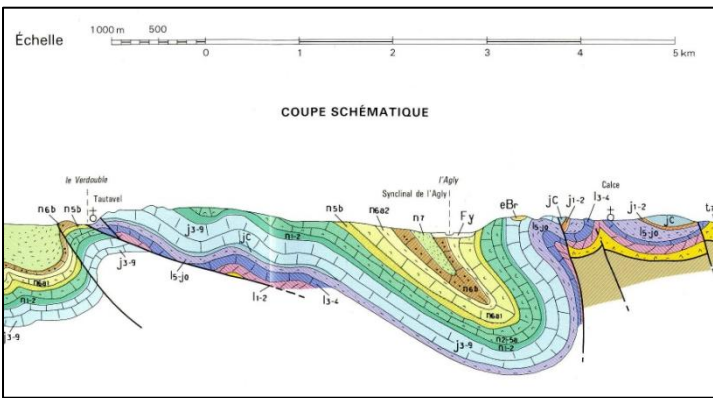 Échelle
1000 m 500 0 1 2 3 4 5 km
COUPE SCHÉMATIQUE
le Verdouble
Tautavel
l'Agly
Synclinal de l'Agly
Calce
n6b n5b
j3-9
jC
n1-2
n5b
n6a2
n7
Fy
eBr
jC
j1-2
l3-4
j1-2
jC
l5-j0
l5-j0
n6a1
n1-2
j3-9
j3-9
l5-j0
l1-2
l3-4
n6b
n6a1
n2-5a
n1-2
j3-9